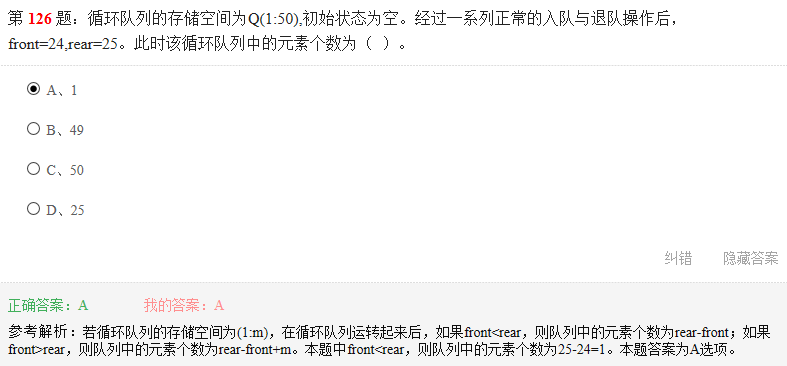 第 126 题：循环队列的存储空间为Q(1:50),初始状态为空。经过一系列正常的入队与退队操作后，
front=24,rear=25。此时该循环队列中的元素个数为（ ）。
A、1
B、49
C、50
D、25
纠错 隐藏答案
正确答案：A 我的答案：A
参考解析：若循环队列的存储空间为(1:m)，在循环队列运转起来后，如果front<rear，则队列中的元素个数为rear-front；如果
front>rear，则队列中的元素个数为rear-front+m。本题中front<rear，则队列中的元素个数为25-24=1。本题答案为A选项。